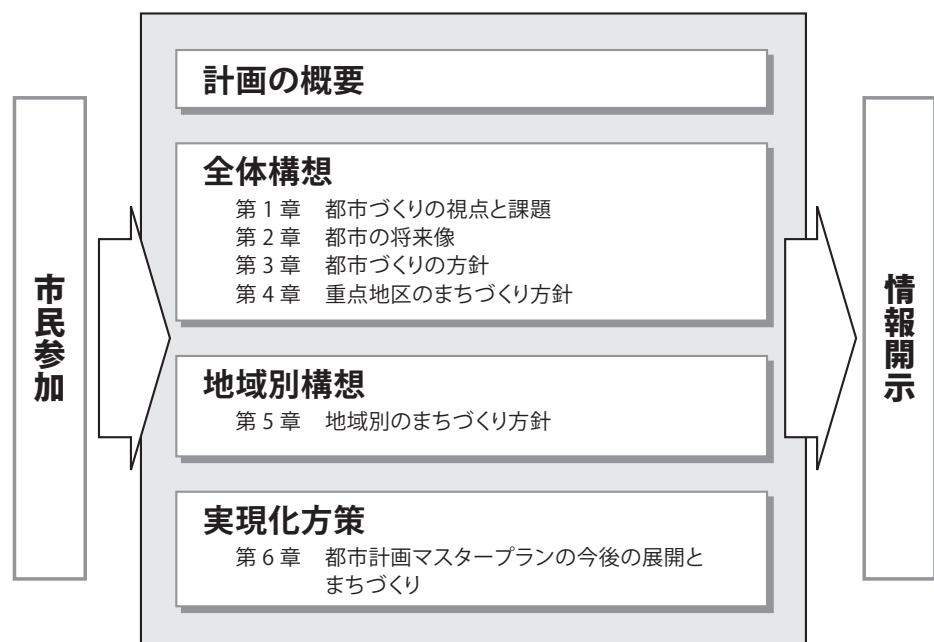 市民参加
計画の概要
全体構想
第1章 都市づくりの視点と課題
第2章 都市の将来像
第3章 都市づくりの方針
第4章 重点地区のまちづくり方針
地域別構想
第5章 地域別のまちづくり方針
実現化方策
第6章 都市計画マスタープランの今後の展開と
まちづくり
情報開示